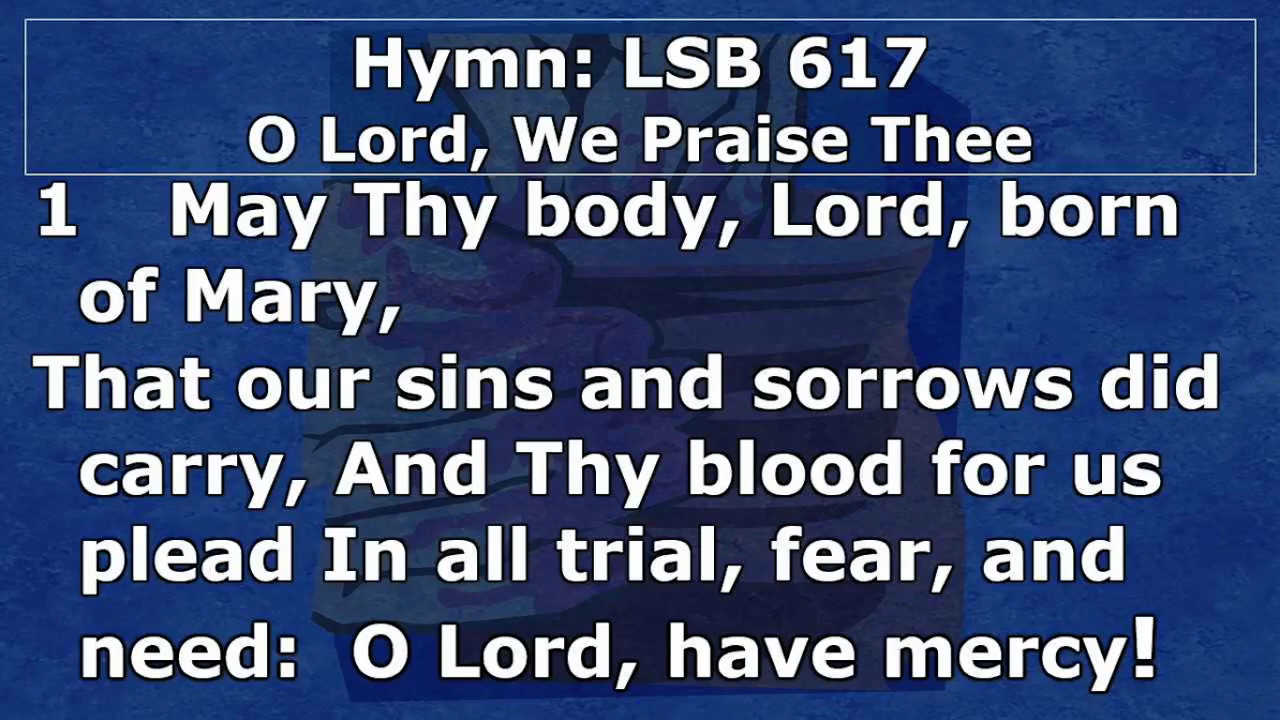 Hymn: LSB 617
O Lord, We Praise Thee
1 May Thy body, Lord, born
of Mary,
That our sins and sorrows did
carry, And Thy blood for us
plead In all trial, fear, and
need: O Lord, have mercy!